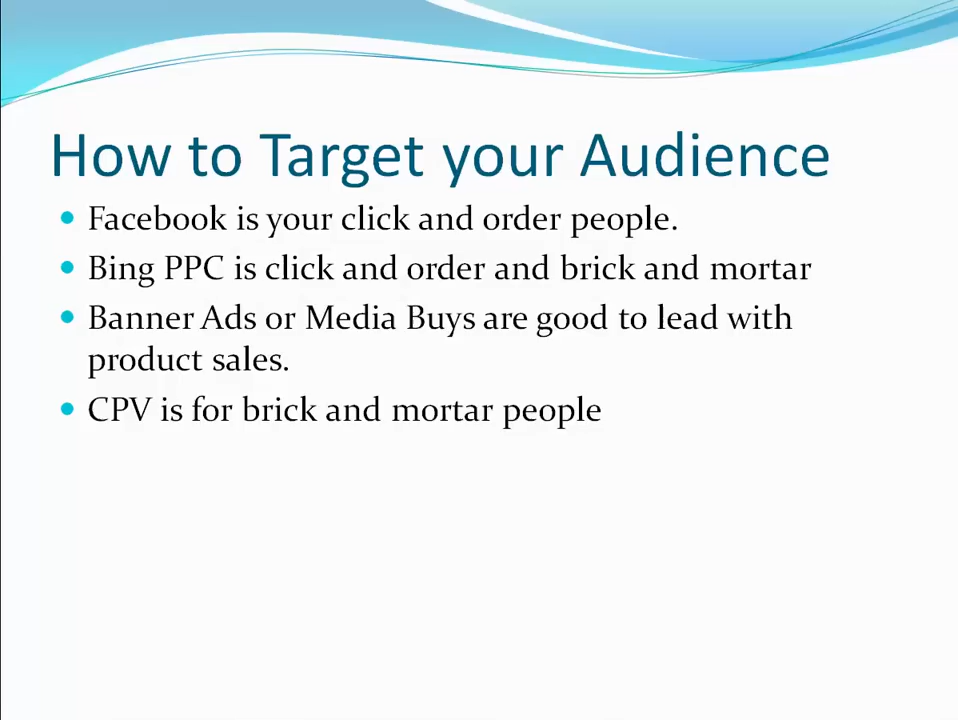 How to Target your Audience
• Facebook is your click and order people.
• Bing PPC is click and order and brick and mortar
• Banner Ads or Media Buys are good to lead with
product sales.
• CPV is for brick and mortar people